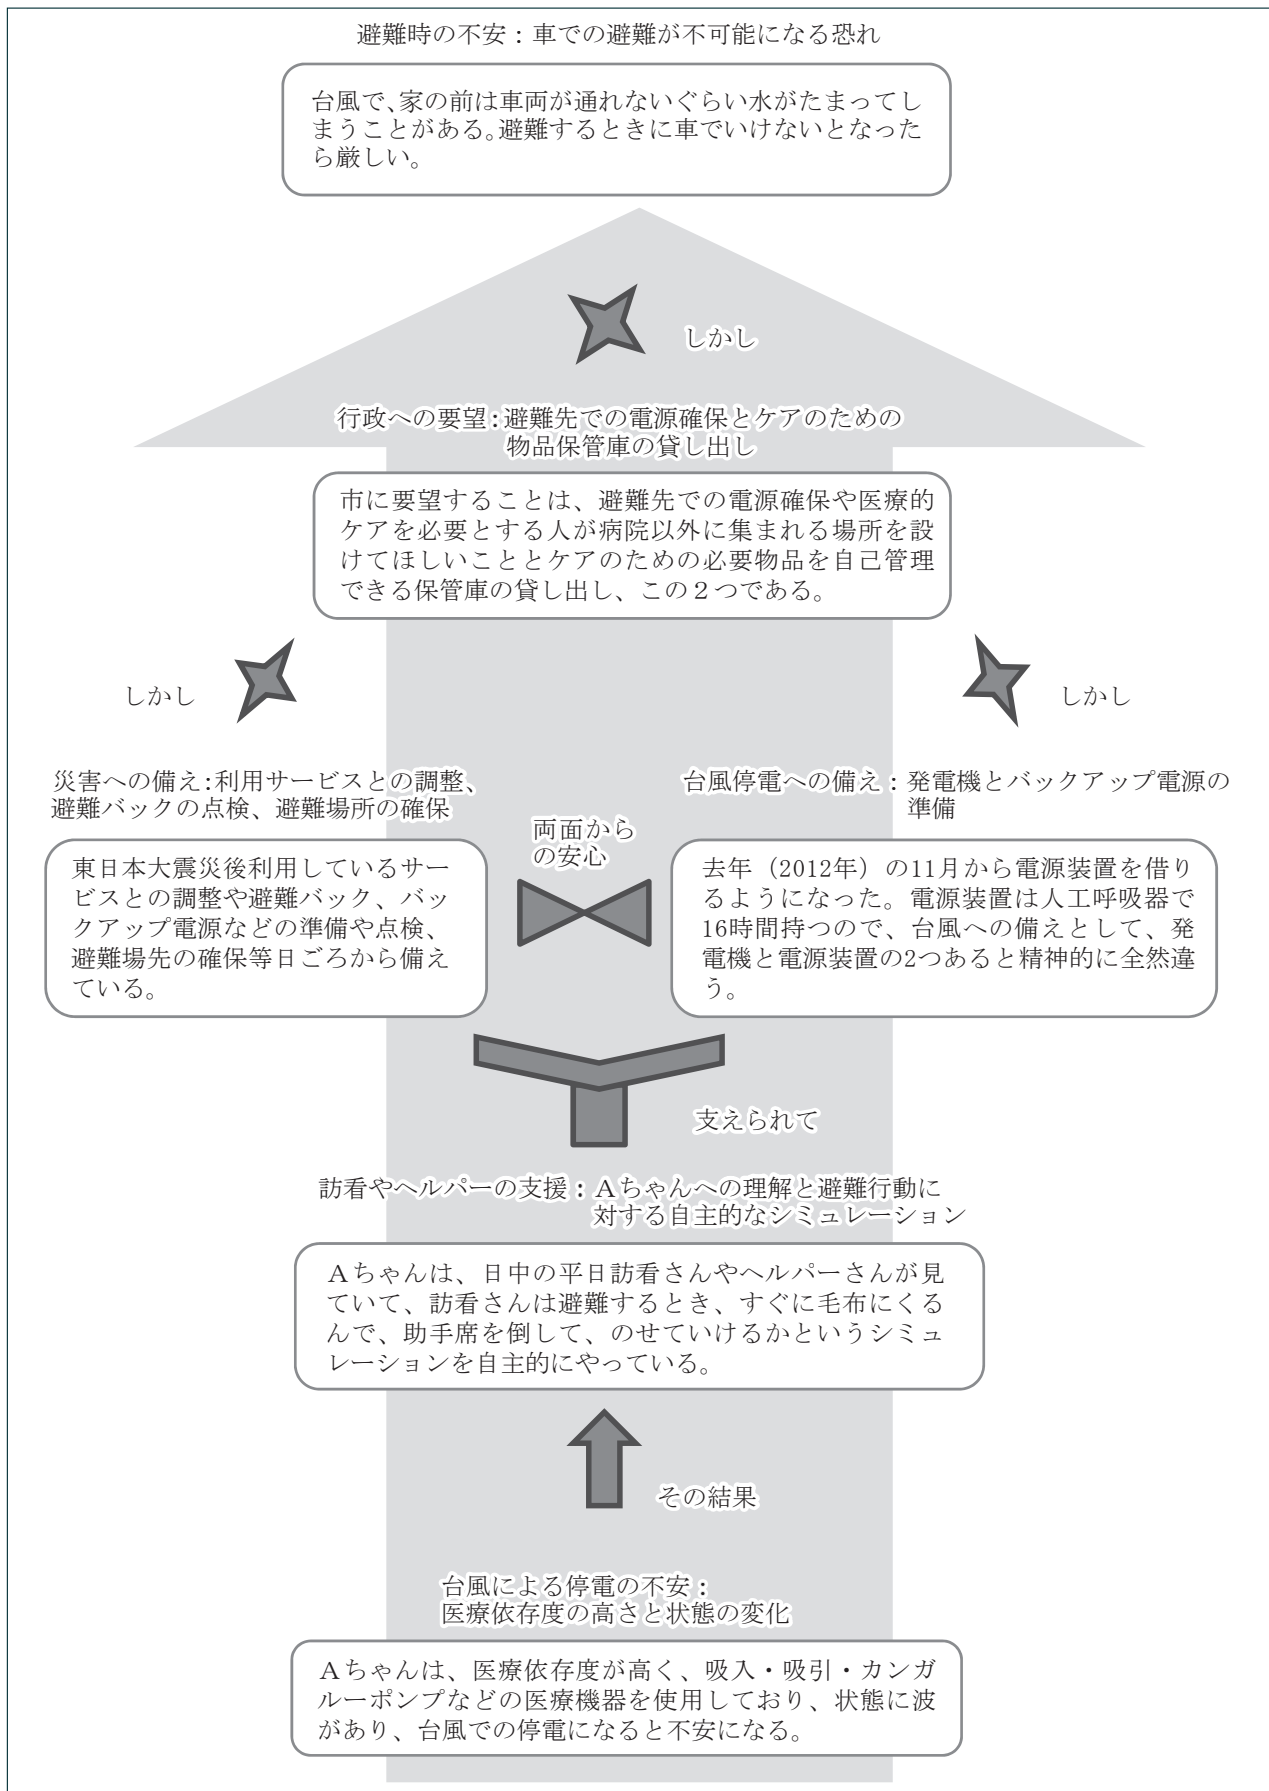 避難時の不安：車での避難が不可能になる恐れ
台風で、家の前は車両が通れないぐらい水がたまってし
まうことがある。避難するときに車でいけないとなった
ら厳しい。
しかし
行政への要望：避難先での電源確保とケアのための
物品保管庫の貸し出し
市に要望することは、避難先での電源確保や医療的
ケアを必要とする人が病院以外に集まれる場所を設
けてほしいこととケアのための必要物品を自己管理
できる保管庫の貸し出し、この２つである。
しかし
しかし
災害への備え：利用サービスとの調整、
避難バックの点検、避難場所の確保
東日本大震災後利用しているサー
ビスとの調整や避難バック、バッ
クアップ電源などの準備や点検、
避難場先の確保等日ごろから備え
ている。
両面から
の安心
台風停電への備え：発電機とバックアップ電源の
準備
去年（2012年）の11月から電源装置を借り
るようになった。電源装置は人工呼吸器で
16時間持つので、台風への備えとして、発
電機と電源装置の2つあると精神的に全然違
う。
支えられて
訪看やヘルパーの支援：Ａちゃんへの理解と避難行動に
対する自主的なシミュレーション
Ａちゃんは、日中の平日訪看さんやヘルパーさんが見
ていて、訪看さんは避難するとき、すぐに毛布にくる
んで、助手席を倒して、のせていけるかというシミュ
レーションを自主的にやっている。
その結果
台風による停電の不安：
医療依存度の高さと状態の変化
Ａちゃんは、医療依存度が高く、吸入・吸引・カンガ
ルーポンプなどの医療機器を使用しており、状態に波
があり、台風での停電になると不安になる。